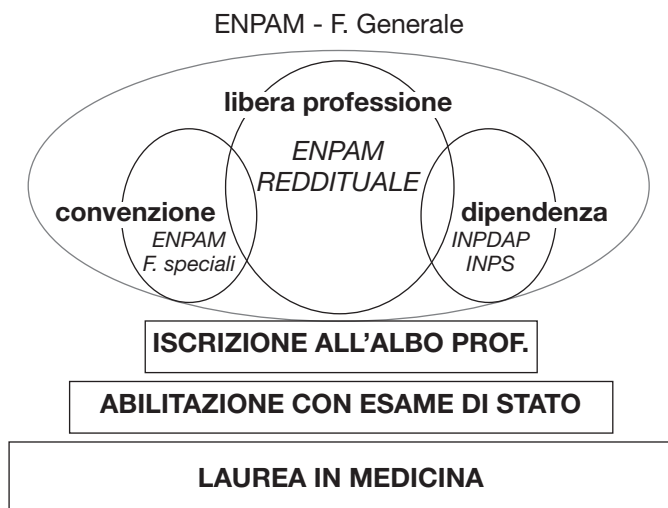 ENPAM - F. Generale
libera professione
ENPAM
REDDITUALE
convenzione
ENPAM
F. speciali
dipendenza
INPDAP
INPS
ISCRIZIONE ALL'ALBO PROF.
ABILITAZIONE CON ESAME DI STATO
LAUREA IN MEDICINA